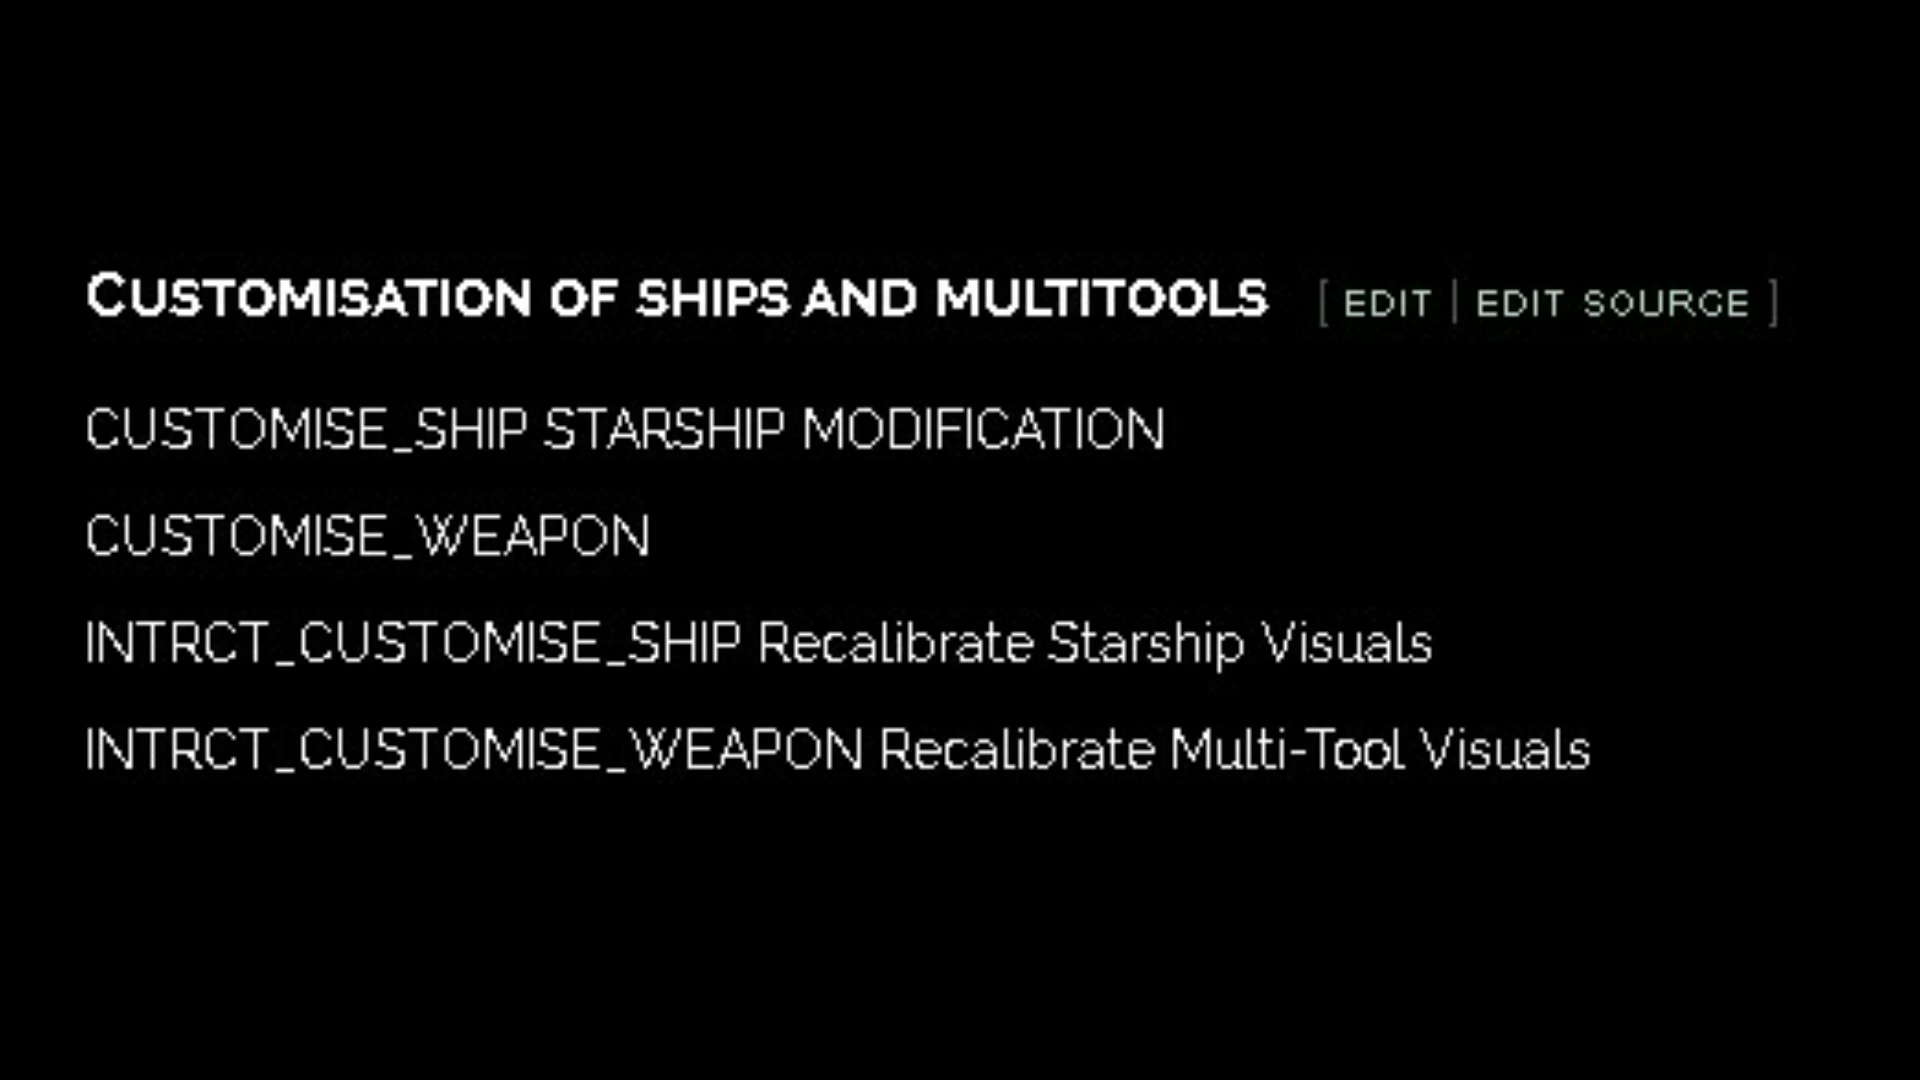 CUSTOMISATION OF SHIPS AND MULTITOOLS [ EDIT | EDIT SOURCE ]
CUSTOMISE_SHIP STARSHIP MODIFICATION
CUSTOMISE_WEAPON
INTRCT_CUSTOMISE_SHIP Recalibrate Starship Visuals
INTRCT_CUSTOMISE_WEAPON Recalibrate Multi-Tool Visuals